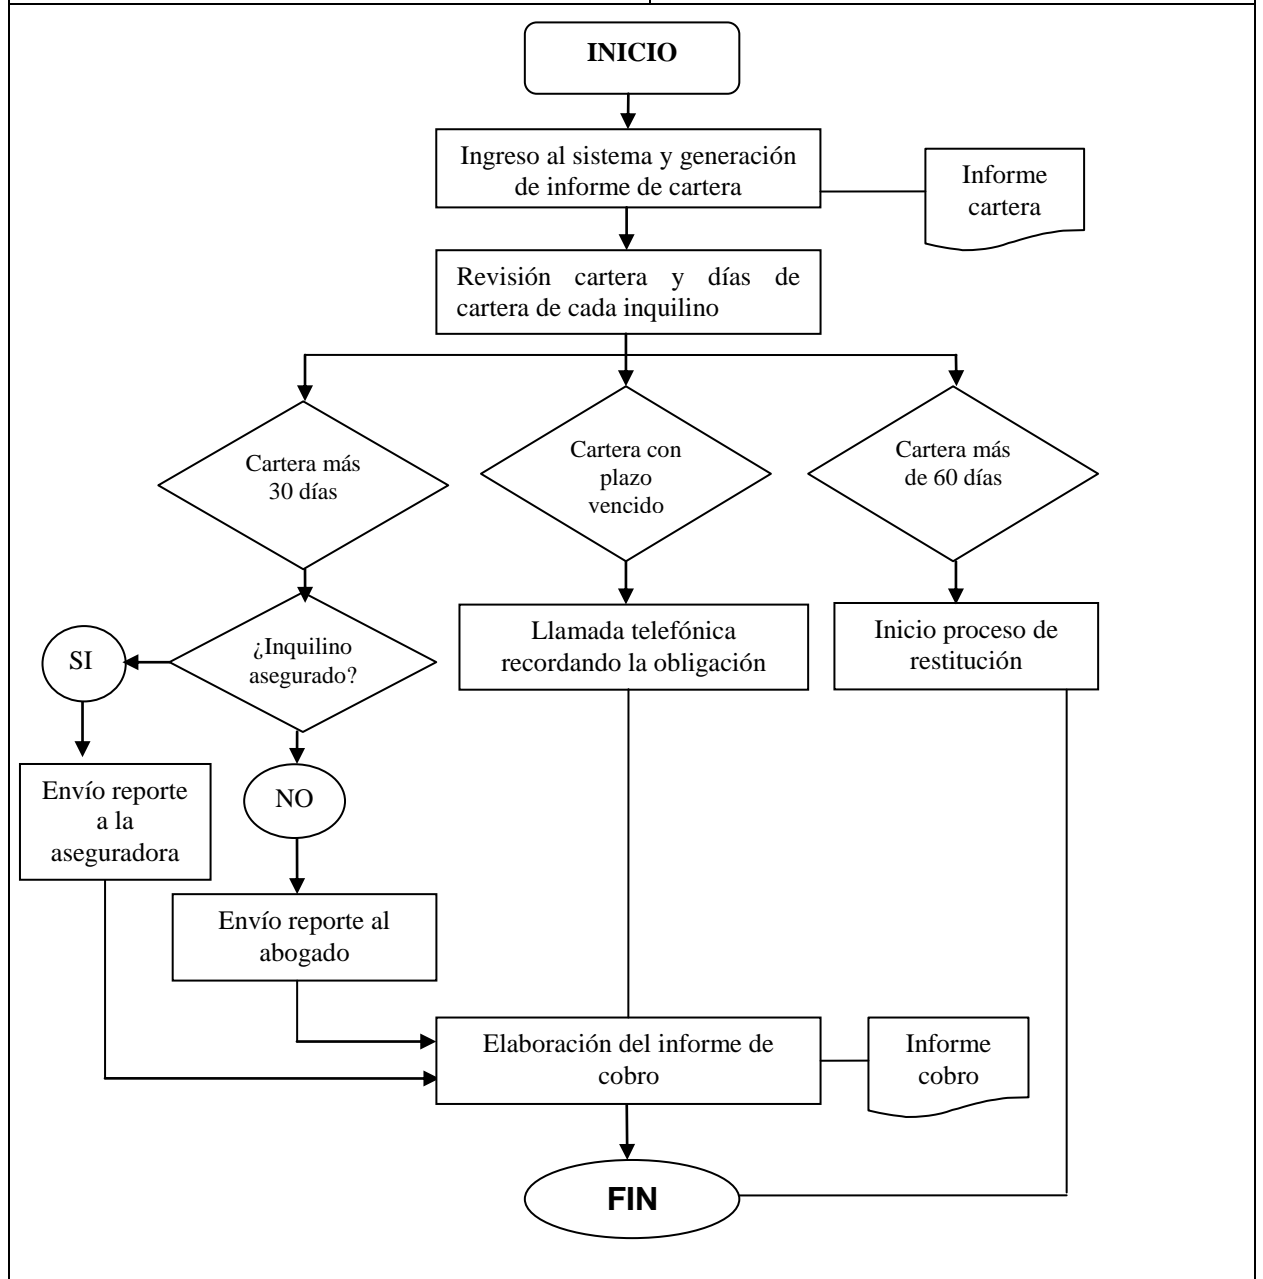 INICIO
Ingreso al sistema y generación
de informe de cartera
Informe
cartera
Revisión cartera y días de
cartera de cada inquilino
Cartera más
30 días
Cartera con
plazo
vencido
Cartera más
de 60 días
¿Inquilino
asegurado?
SI
Llamada telefónica
recordando la obligación
Inicio proceso de
restitución
Envío reporte
a la
aseguradora
NO
Envío reporte al
abogado
Elaboración del informe de
cobro
Informe
cobro
FIN